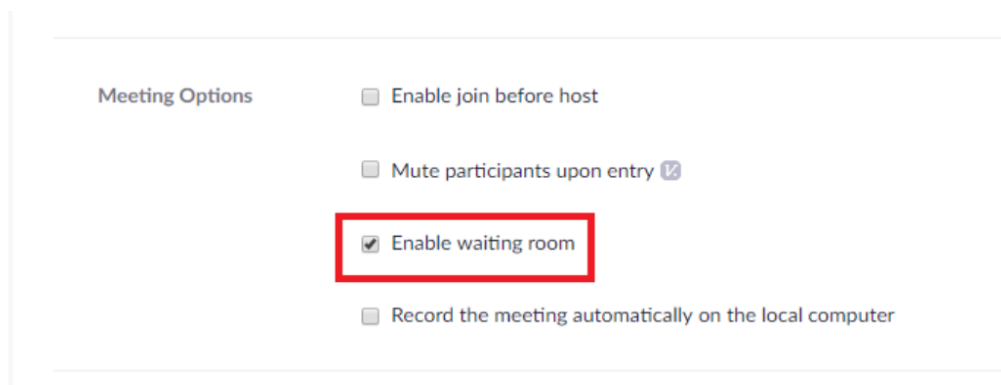 Meeting Options
Enable join before host
Mute participants upon entry
Enable waiting room
Record the meeting automatically on the local computer